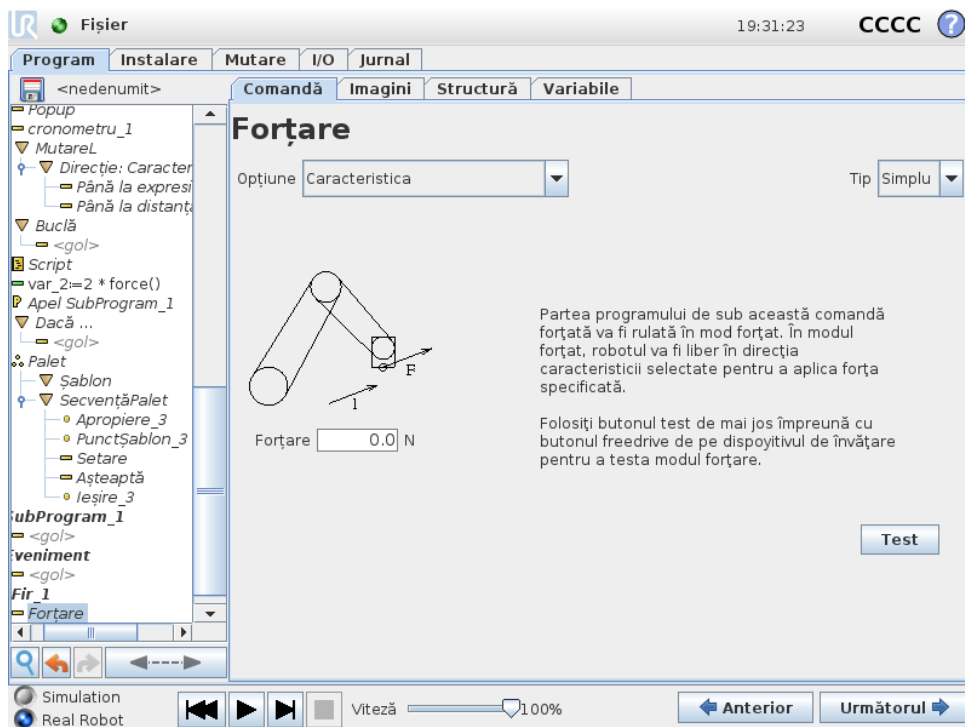 UR Fișier 19:31:23 CCCC ?
Program Instalare Mutare I/O Jurnal
<nedenumit>
Comandă Imagini Structură Variabile
Popup
cronometru_1
MutareL
Direcție: Caracter
Până la expresi
Până la distanț
Buclă
<gol>
Script
var_2:=2 * force()
Apel SubProgram_1
Dacă ...
<gol>
Palet
Șablon
SecvențăPalet
Apropiere_3
PunctȘablon_3
Setare
Așteaptă
Ieșire_3
SubProgram_1
<gol>
Eveniment
<gol>
Fir_1
Forțare
Forțare
Opțiune Caracteristica Tip Simplu
F
1
Forțare 0.0 N
Partea programului de sub această comandă
forțată va fi rulată în mod forțat. În modul
forțat, robotul va fi liber în direcția
caracteristicii selectate pentru a aplica forța
specificată.
Folosiți butonul test de mai jos împreună cu
butonul freedrive de pe dispoyitivul de învățare
pentru a testa modul forțare.
Test
Simulation
Real Robot
Viteză 100%
Anterior Următorul